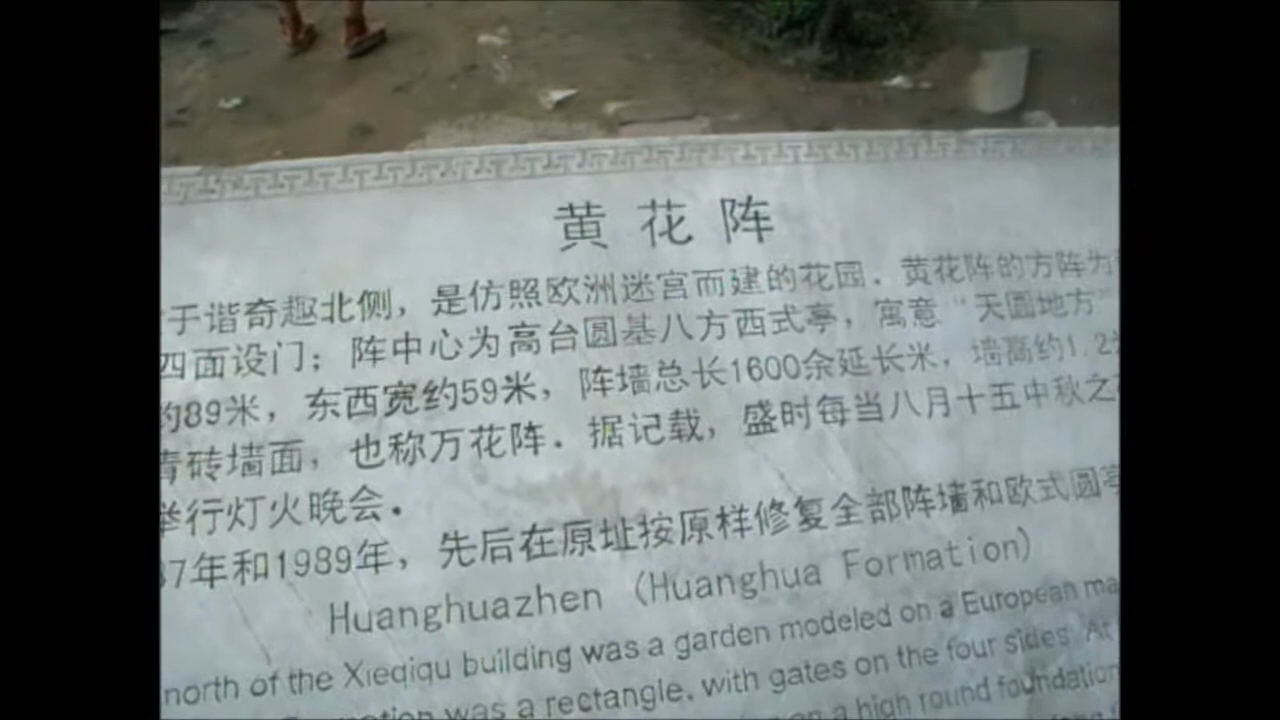 黄花阵
于谐奇趣北侧，是仿照欧洲迷宫而建的花园．黄花阵的方阵为
四面设门；阵中心为高台圆基八方西式亭，寓意“天圆地方”
约89米，东西宽约59米，阵墙总长1600余延长米，墙高约1.2米
青砖墙面，也称万花阵．据记载，盛时每当八月十五中秋之夜
举行灯火晚会．
87年和1989年，先后在原址按原样修复全部阵墙和欧式圆亭
Huanghuazhen (Huanghua Formation)
north of the Xieqiqu building was a garden modeled on a European
was a rectangle, with gates on the four sides. At
on a high round foundation